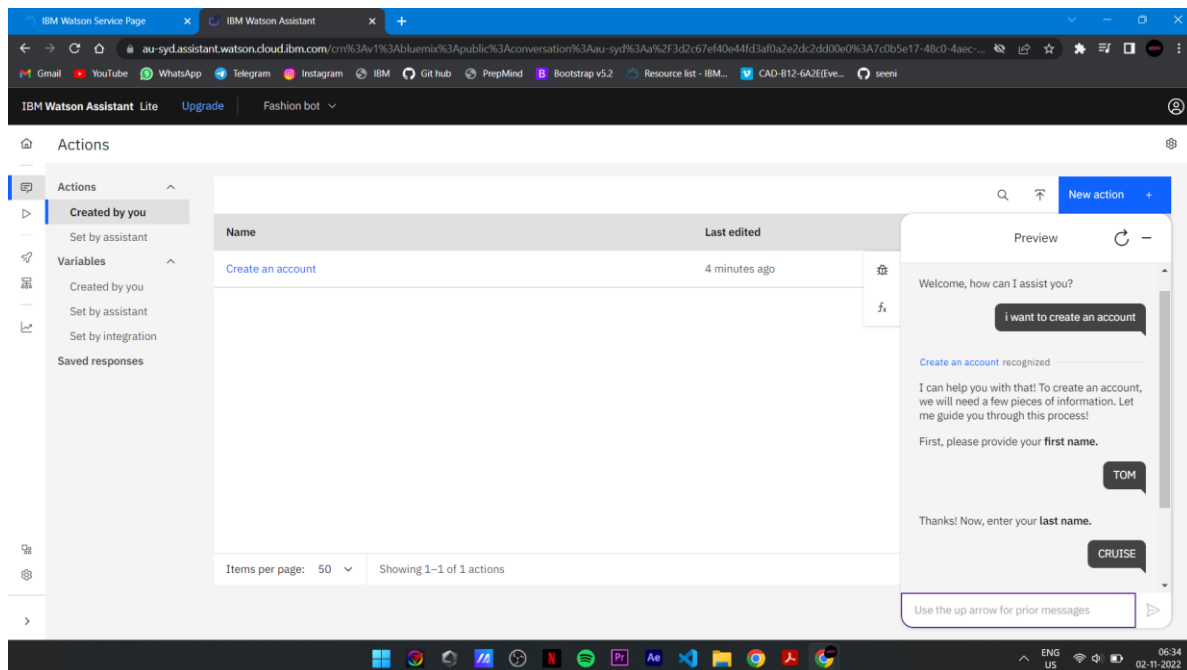 IBM Watson Service Page
IBM Watson Assistant
au-syd.assistant.watson.cloud.ibm.com/crn%3Av1%3Abluemix%3Apublic%3Aconversation%3Aau-syd%3Aa%2F3d2c67ef40e44fd3af0a2e2dc2dd00e0%3A7c0b5e17-48c0-4aec-...
Gmail YouTube WhatsApp Telegram Instagram IBM Git hub PrepMind Bootstrap v5.2 Resource list - IBM... CAD-B12-6A2E(Eve... seeni
IBM Watson Assistant Lite Upgrade Fashion bot
Actions
Actions
Created by you
Set by assistant
Variables
Created by you
Set by assistant
Set by integration
Saved responses
New action +
Name Last edited
Create an account 4 minutes ago
Items per page: 50 Showing 1–1 of 1 actions
Preview
Welcome, how can I assist you?
i want to create an account
Create an account recognized
I can help you with that! To create an account,
we will need a few pieces of information. Let
me guide you through this process!
First, please provide your first name.
TOM
Thanks! Now, enter your last name.
CRUISE
Use the up arrow for prior messages
ENG
US
06:34
02-11-2022